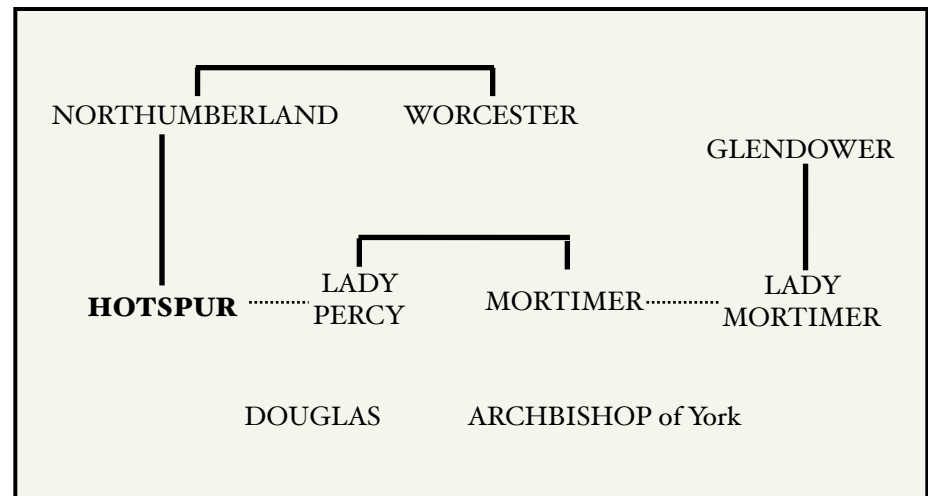 NORTHUMBERLAND WORCESTER
GLENDOWER
HOTSPUR
LADY
PERCY
MORTIMER
LADY
MORTIMER
DOUGLAS ARCHBISHOP of York